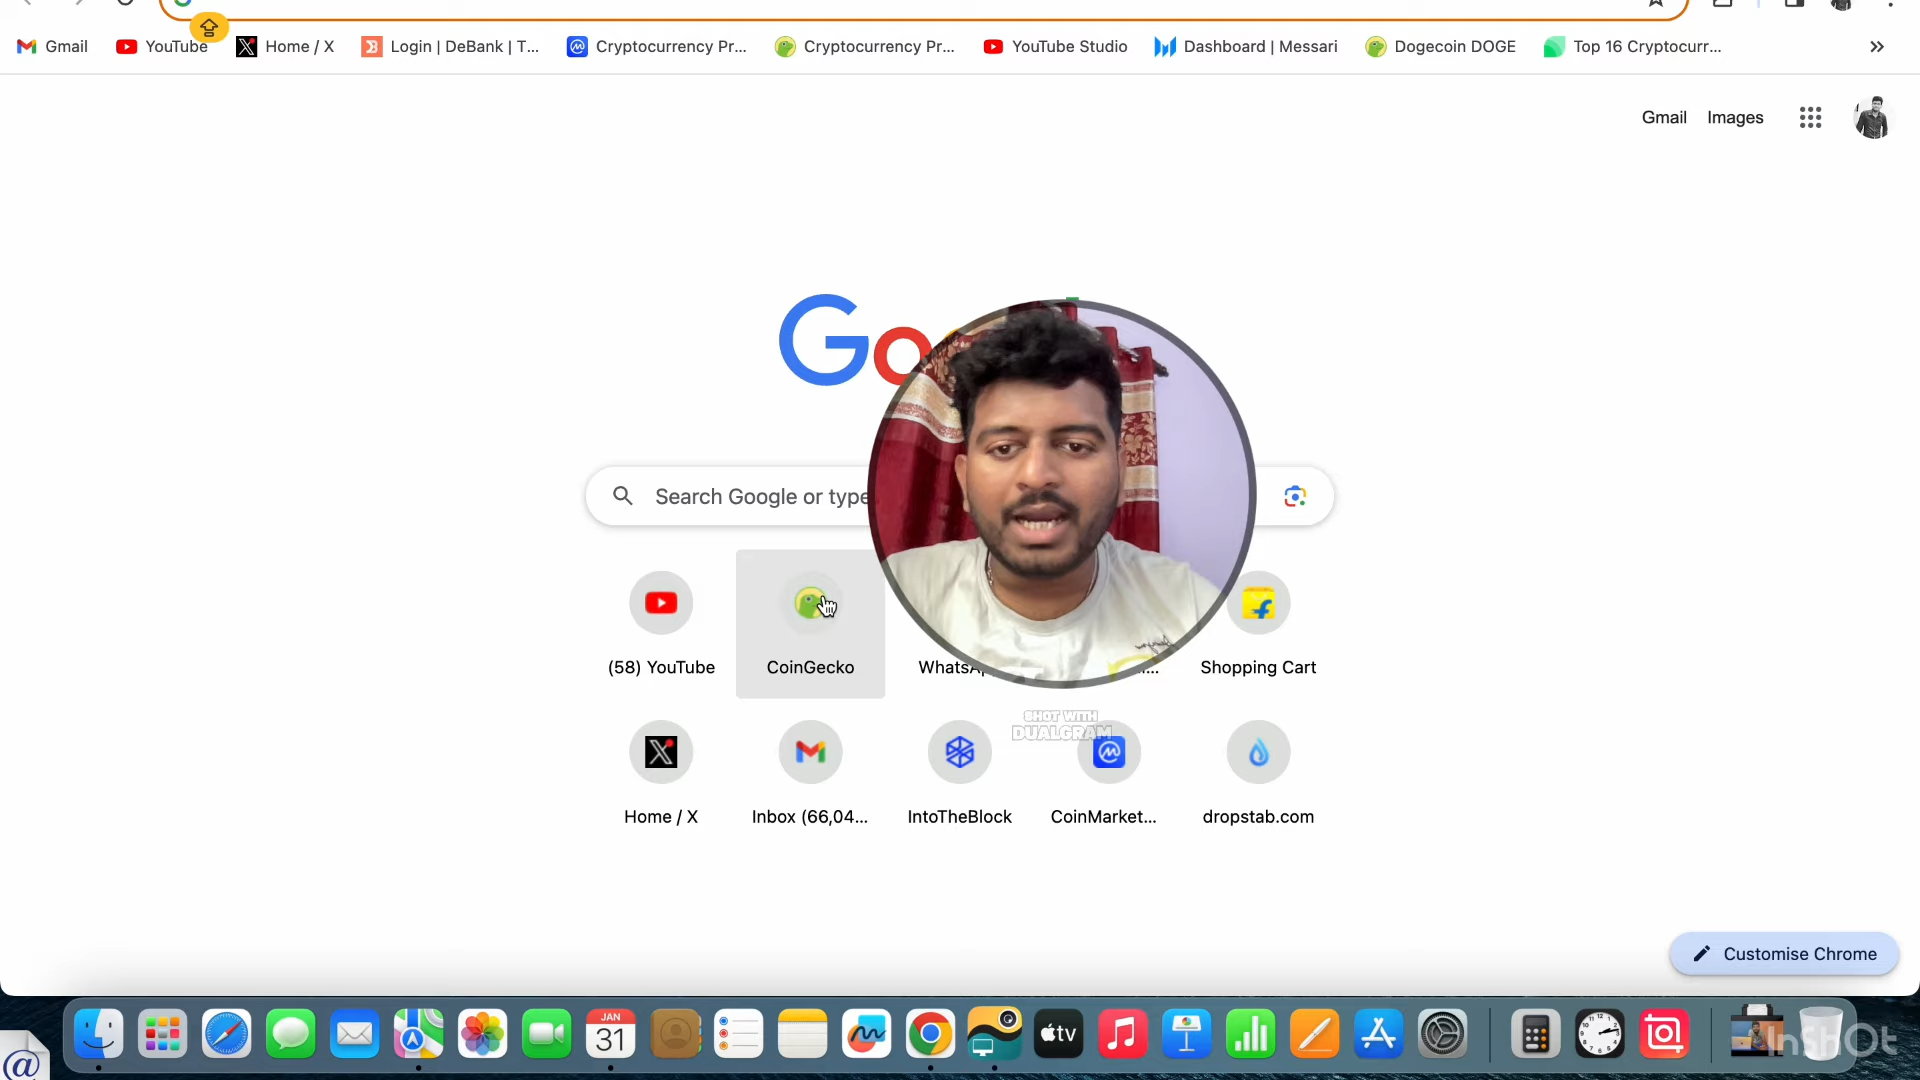 Gmail
YouTube
Home / X
Login | DeBank | T...
Cryptocurrency Pr...
Cryptocurrency Pr...
YouTube Studio
Dashboard | Messari
Dogecoin DOGE
Top 16 Cryptocurr...
Gmail Images
Search Google or type
(58) YouTube
CoinGecko
Shopping Cart
SHOT WITH
DUALGRAM
Home / X
Inbox (66,04...
IntoTheBlock
CoinMarket...
dropstab.com
Customise Chrome
JAN
31
tv
InShOt